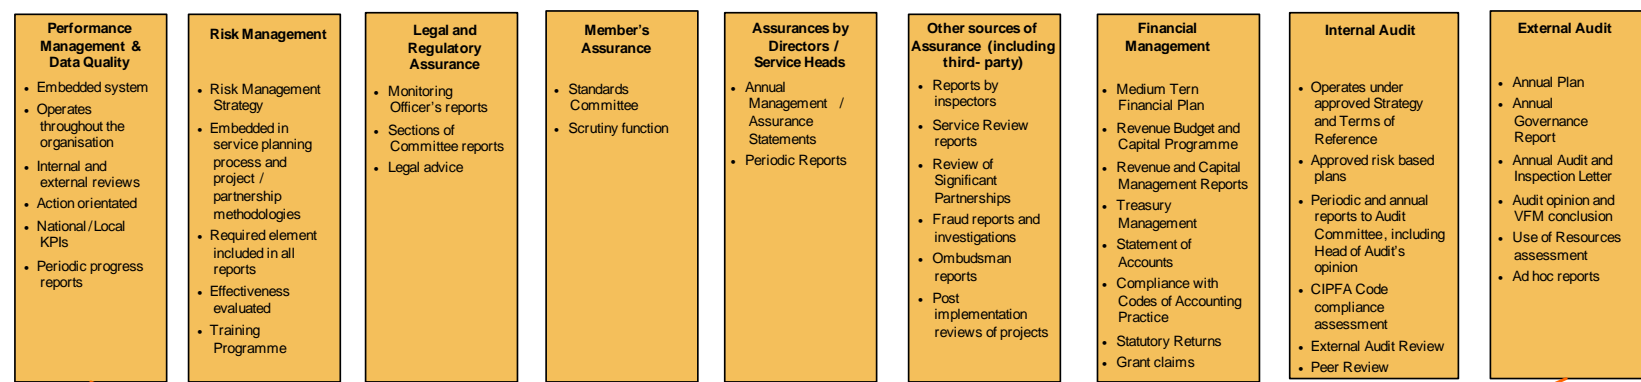 Performance
Management &
Data Quality
• Embedded system
• Operates
throughout the
organisation
• Internal and
external reviews
• Action orientated
• National/Local
KPIs
• Periodic progress
reports
Risk Management
• Risk Management
Strategy
• Embedded in
service planning
process and
project /
partnership
methodologies
• Required element
included in all
reports
• Effectiveness
evaluated
• Training
Programme
Legal and
Regulatory
Assurance
• Monitoring
Officer's reports
• Sections of
Committee reports
• Legal advice
Member's
Assurance
• Standards
Committee
• Scrutiny function
Assurances by
Directors /
Service Heads
• Annual
Management /
Assurance
Statements
• Periodic Reports
Other sources of
Assurance (including
third- party)
• Reports by
inspectors
• Service Review
reports
• Review of
Significant
Partnerships
• Fraud reports and
investigations
• Ombudsman
reports
• Post
implementation
reviews of projects
Financial
Management
• Medium Tern
Financial Plan
• Revenue Budget and
Capital Programme
• Revenue and Capital
Management Reports
• Treasury
Management
• Statement of
Accounts
• Compliance with
Codes of Accounting
Practice
• Statutory Returns
• Grant claims
Internal Audit
• Operates under
approved Strategy
and Terms of
Reference
• Approved risk based
plans
• Periodic and annual
reports to Audit
Committee, including
Head of Audit's
opinion
• CIPFA Code
compliance
assessment
• External Audit Review
• Peer Review
External Audit
• Annual Plan
• Annual
Governance
Report
• Annual Audit and
Inspection Letter
• Audit opinion and
VFM conclusion
• Use of Resources
assessment
• Ad hoc reports